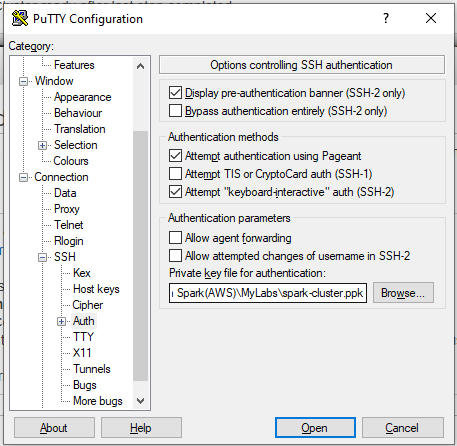 PuTTY Configuration
Category:
Features
Window
Appearance
Behaviour
Translation
Selection
Colours
Connection
Data
Proxy
Telnet
Rlogin
SSH
Kex
Host keys
Cipher
Auth
TTY
X11
Tunnels
Bugs
More bugs
Options controlling SSH authentication
Display pre-authentication banner (SSH-2 only)
Bypass authentication entirely (SSH-2 only)
Authentication methods
Attempt authentication using Pageant
Attempt TIS or CryptoCard auth (SSH-1)
Attempt "keyboard-interactive" auth (SSH-2)
Authentication parameters
Allow agent forwarding
Allow attempted changes of username in SSH-2
Private key file for authentication:
Spark(AWS)\MyLabs\spark-cluster.ppk
Browse...
About
Help
Open
Cancel